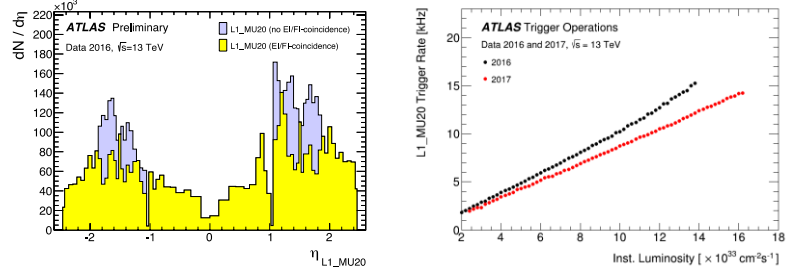 ×10³
220
200
180
160
140
120
100
80
60
40
20
0
dN / dη
ATLAS Preliminary
Data 2016, √s=13 TeV
L1_MU20 (no EI/FI-coincidence)
L1_MU20 (EI/FI-coincidence)
-2 -1 0 1 2
η L1_MU20
L1_MU20 Trigger Rate [kHz]
20
15
10
5
0
ATLAS Trigger Operations
Data 2016 and 2017, √s = 13 TeV
2016
2017
2 4 6 8 10 12 14 16 18
Inst. Luminosity [ × 10³³ cm⁻²s⁻¹]